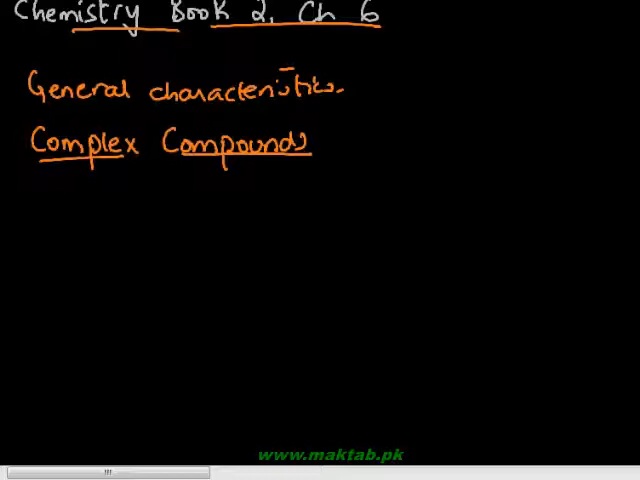 Chemistry Book 2, Ch 6
General characteristics
Complex Compounds
www.maktab.pk